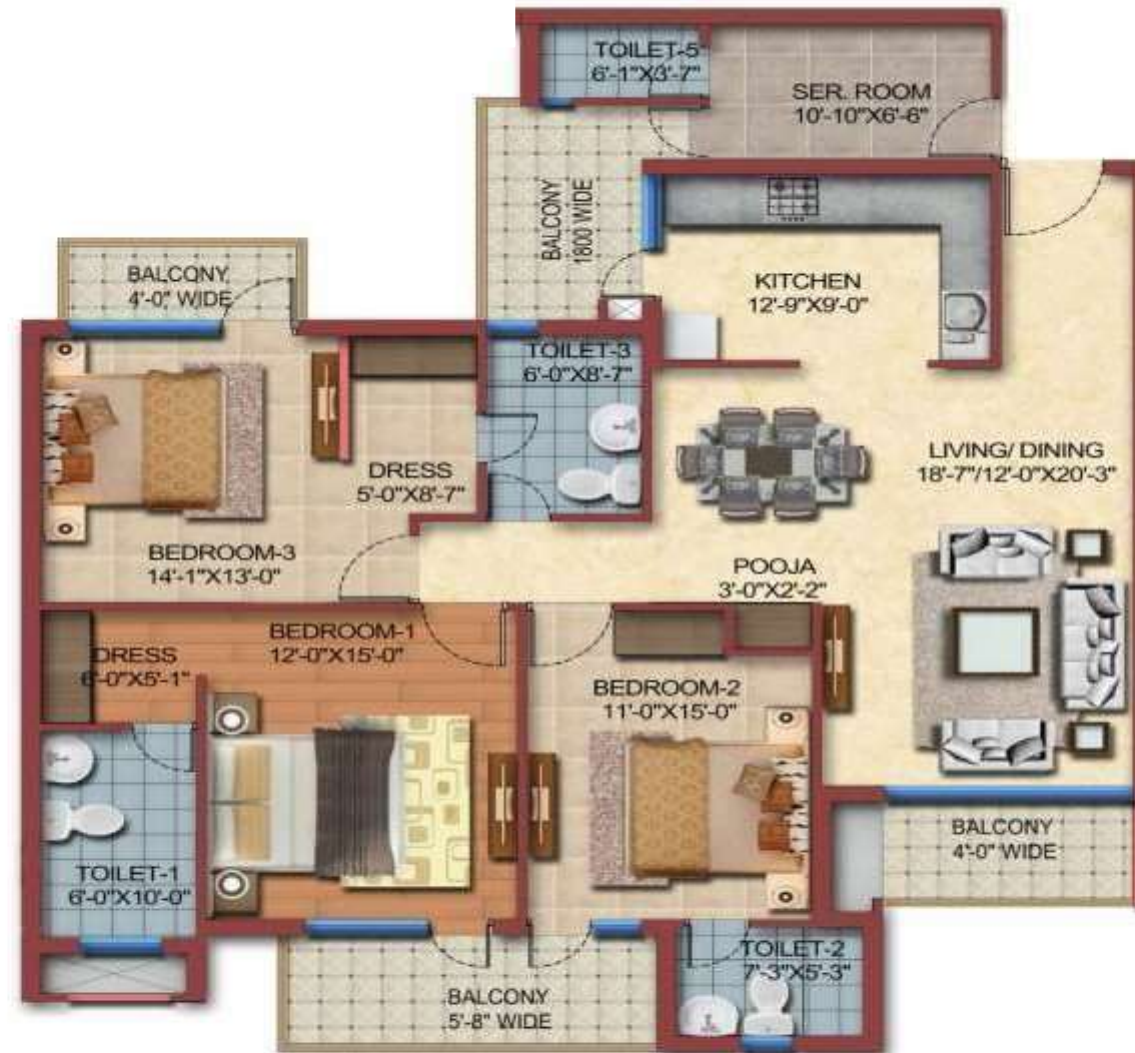 TOILET-5
6'-1"X3'-7"
SER. ROOM
10'-10"X6'-6"
BALCONY
1800 WIDE
BALCONY
4'-0" WIDE
KITCHEN
12'-9"X9'-0"
TOILET-3
6'-0"X8'-7"
DRESS
5'-0"X8'-7"
LIVING/ DINING
18'-7"/12'-0"X20'-3"
BEDROOM-3
14'-1"X13'-0"
POOJA
3'-0"X2'-2"
BEDROOM-1
12'-0"X15'-0"
DRESS
6'-0"X5'-1"
BEDROOM-2
11'-0"X15'-0"
BALCONY
4'-0" WIDE
TOILET-1
6'-0"X10'-0"
TOILET-2
7'-3"X5'-3"
BALCONY
5'-8" WIDE